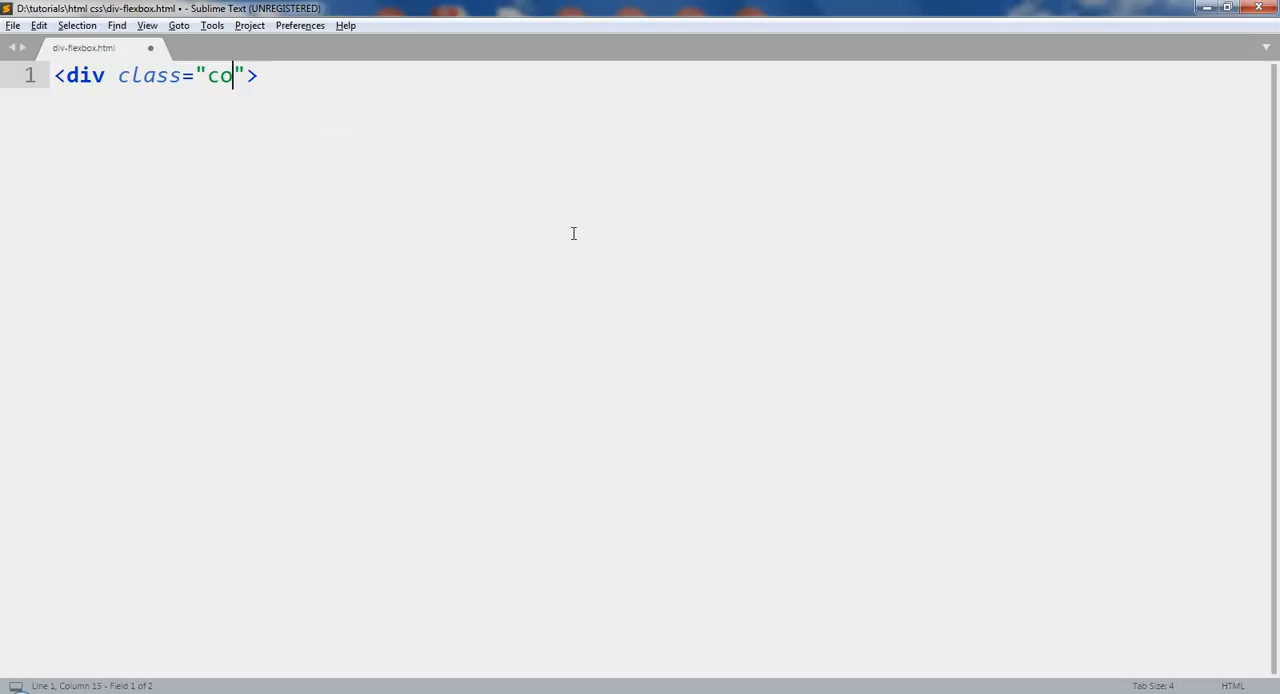 D:\tutorials\html css\div-flexbox.html • - Sublime Text (UNREGISTERED)
File Edit Selection Find View Goto Tools Project Preferences Help
div-flexbox.html
1 <div class="co">
Line 1, Column 15 - Field 1 of 2 Tab Size: 4 HTML